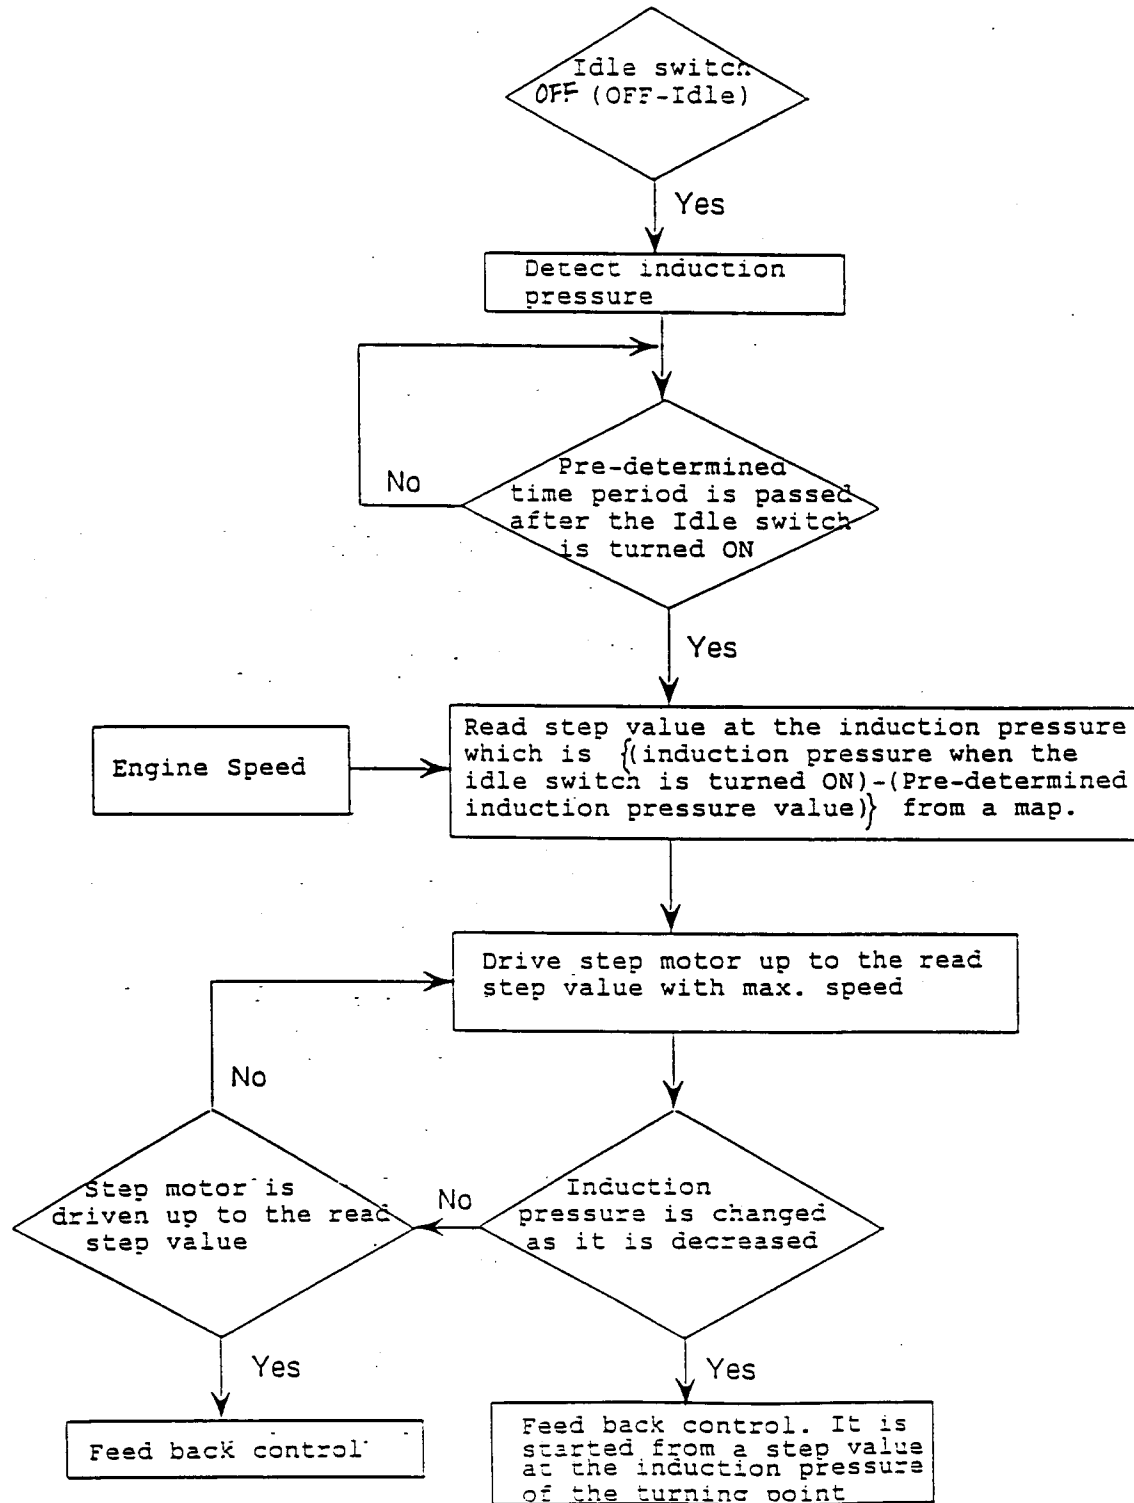 Idle switch
OFF (OFF-Idle)
Yes
Detect induction
pressure
No
Pre-determined
time period is passed
after the Idle switch
is turned ON
Yes
Engine Speed
Read step value at the induction pressure
which is {(induction pressure when the
idle switch is turned ON)-(Pre-determined
induction pressure value)} from a map.
Drive step motor up to the read
step value with max. speed
No
Step motor is
driven up to the read
step value
No
Induction
pressure is changed
as it is decreased
Yes
Yes
Feed back control
Feed back control. It is
started from a step value
at the induction pressure
of the turning point